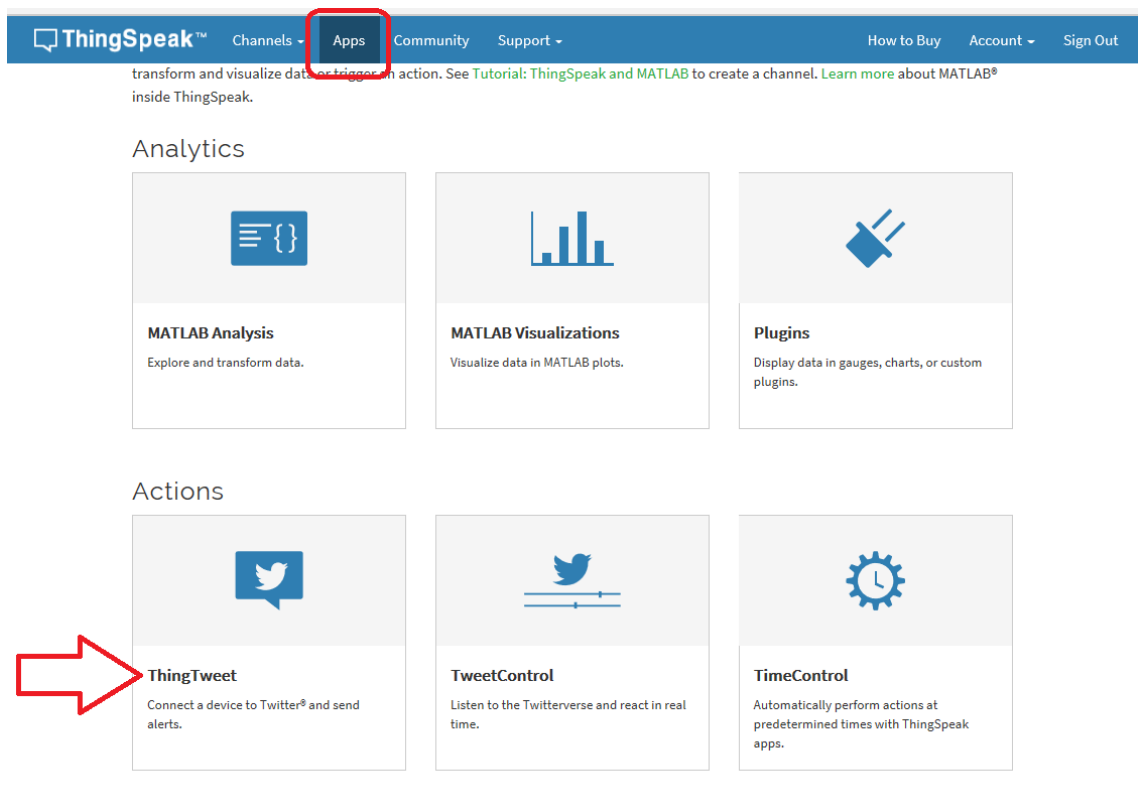 ThingSpeak™ Channels Apps Community Support How to Buy Account Sign Out
transform and visualize data or trigger an action. See Tutorial: ThingSpeak and MATLAB to create a channel. Learn more about MATLAB®
inside ThingSpeak.
Analytics
{}
MATLAB Analysis
Explore and transform data.
MATLAB Visualizations
Visualize data in MATLAB plots.
Plugins
Display data in gauges, charts, or custom
plugins.
Actions
ThingTweet
Connect a device to Twitter® and send
alerts.
TweetControl
Listen to the Twitterverse and react in real
time.
TimeControl
Automatically perform actions at
predetermined times with ThingSpeak
apps.